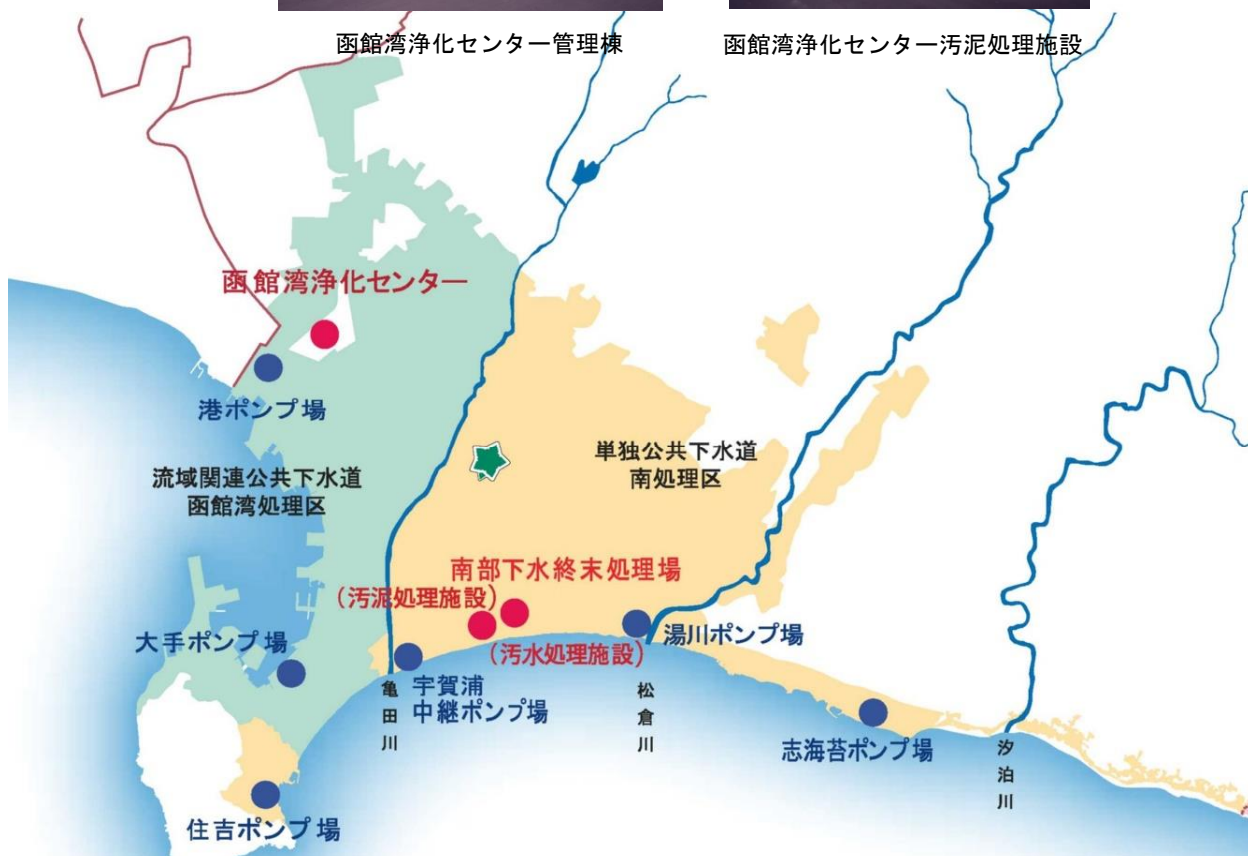 函館湾浄化センター管理棟
函館湾浄化センター汚泥処理施設
函館湾浄化センター
港ポンプ場
流域関連公共下水道
函館湾処理区
単独公共下水道
南処理区
南部下水終末処理場
(汚泥処理施設)
(汚水処理施設)
大手ポンプ場
湯川ポンプ場
宇賀浦
中継ポンプ場
亀田川
松倉川
志海苔ポンプ場
汐泊川
住吉ポンプ場